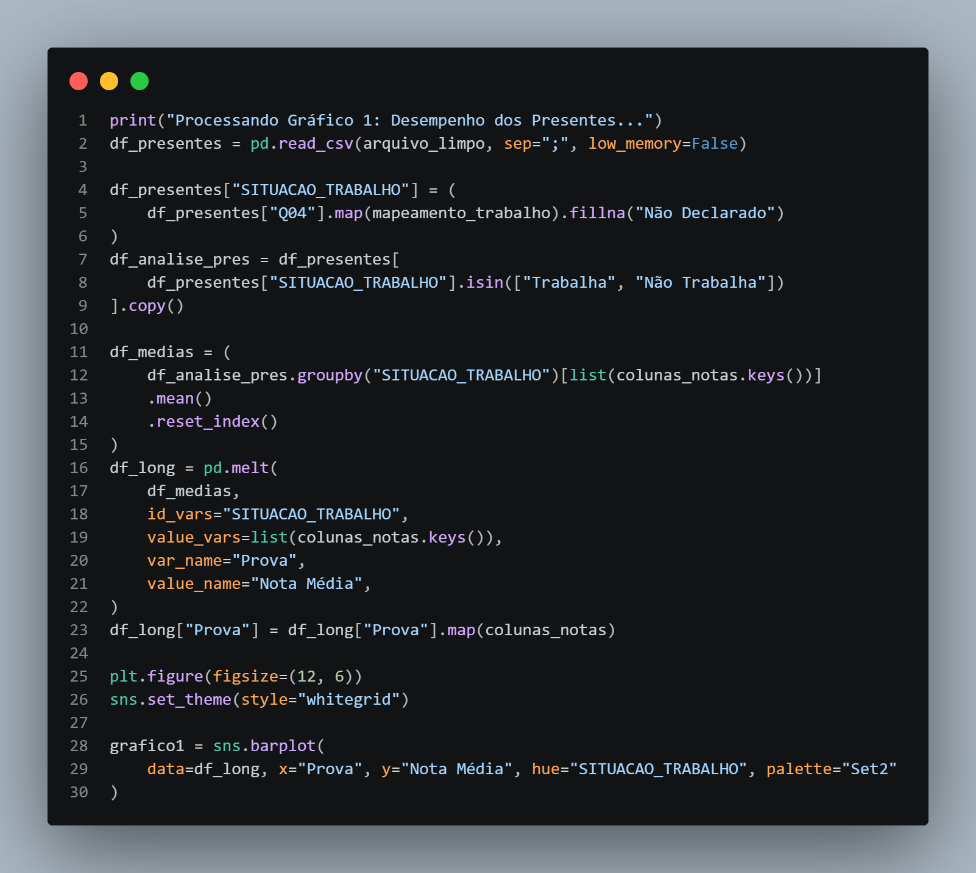 1 print("Processando Gráfico 1: Desempenho dos Presentes...")
2 df_presentes = pd.read_csv(arquivo_limpo, sep=";", low_memory=False)
3
4 df_presentes["SITUACAO_TRABALHO"] = (
5     df_presentes["Q04"].map(mapeamento_trabalho).fillna("Não Declarado")
6 )
7 df_analise_pres = df_presentes[
8     df_presentes["SITUACAO_TRABALHO"].isin(["Trabalha", "Não Trabalha"])
9 ].copy()
10
11 df_medias = (
12     df_analise_pres.groupby("SITUACAO_TRABALHO")[list(colunas_notas.keys())]
13     .mean()
14     .reset_index()
15 )
16 df_long = pd.melt(
17     df_medias,
18     id_vars="SITUACAO_TRABALHO",
19     value_vars=list(colunas_notas.keys()),
20     var_name="Prova",
21     value_name="Nota Média",
22 )
23 df_long["Prova"] = df_long["Prova"].map(colunas_notas)
24
25 plt.figure(figsize=(12, 6))
26 sns.set_theme(style="whitegrid")
27
28 grafico1 = sns.barplot(
29     data=df_long, x="Prova", y="Nota Média", hue="SITUACAO_TRABALHO", palette="Set2"
30 )